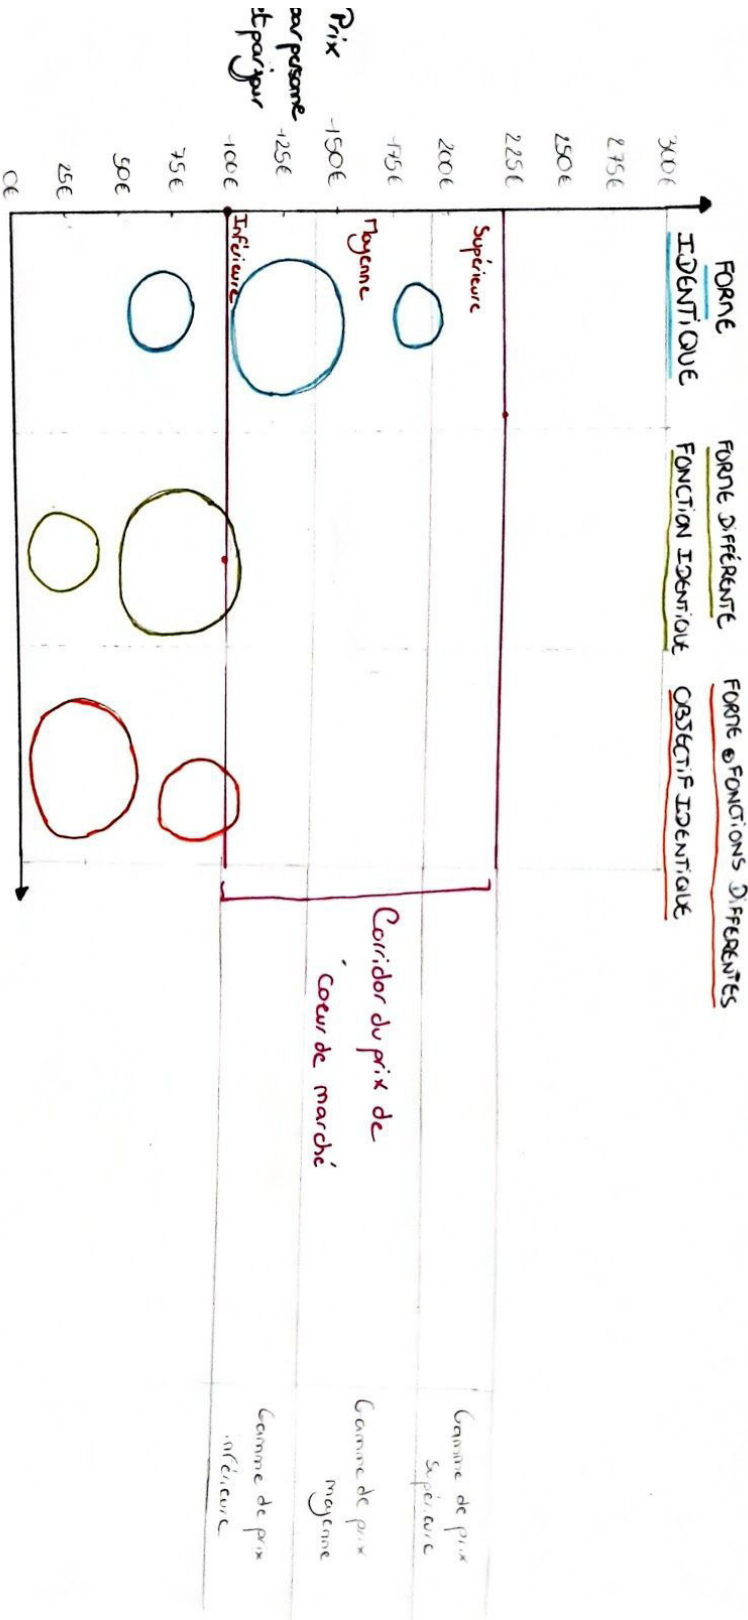 FORME
IDENTIQUE
FORME DIFFÉRENTE
FONCTION IDENTIQUE
FORME & FONCTIONS DIFFERENTES
OBJECTIF IDENTIQUE
Prix
par personne
et par jour
300€
275€
250€
225€
200€
175€
150€
125€
100€
75€
50€
25€
0€
Supérieure
Moyenne
Inférieure
Corridor du prix de
coeur de marché
Gamme de prix
supérieure
Gamme de prix
moyenne
Gamme de prix
inférieure